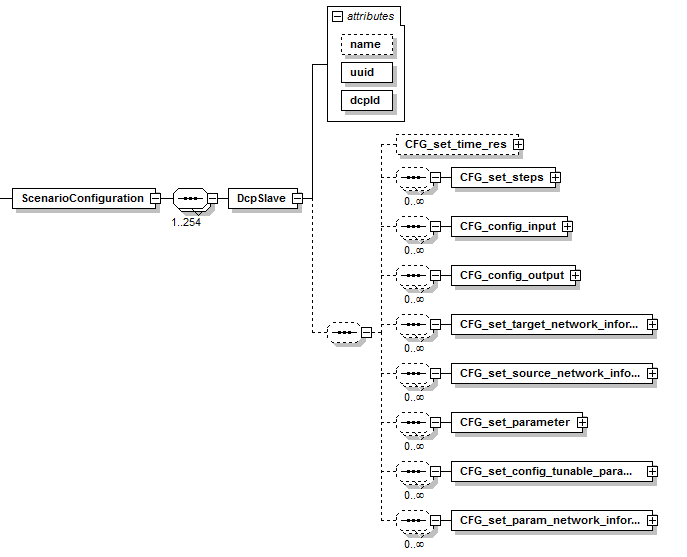 attributes
name
uuid
dcpId
ScenarioConfiguration
1..254
DcpSlave
CFG_set_time_res
CFG_set_steps
0..∞
CFG_config_input
0..∞
CFG_config_output
0..∞
CFG_set_target_network_infor...
0..∞
CFG_set_source_network_info...
0..∞
CFG_set_parameter
0..∞
CFG_set_config_tunable_para...
0..∞
CFG_set_param_network_infor...
0..∞